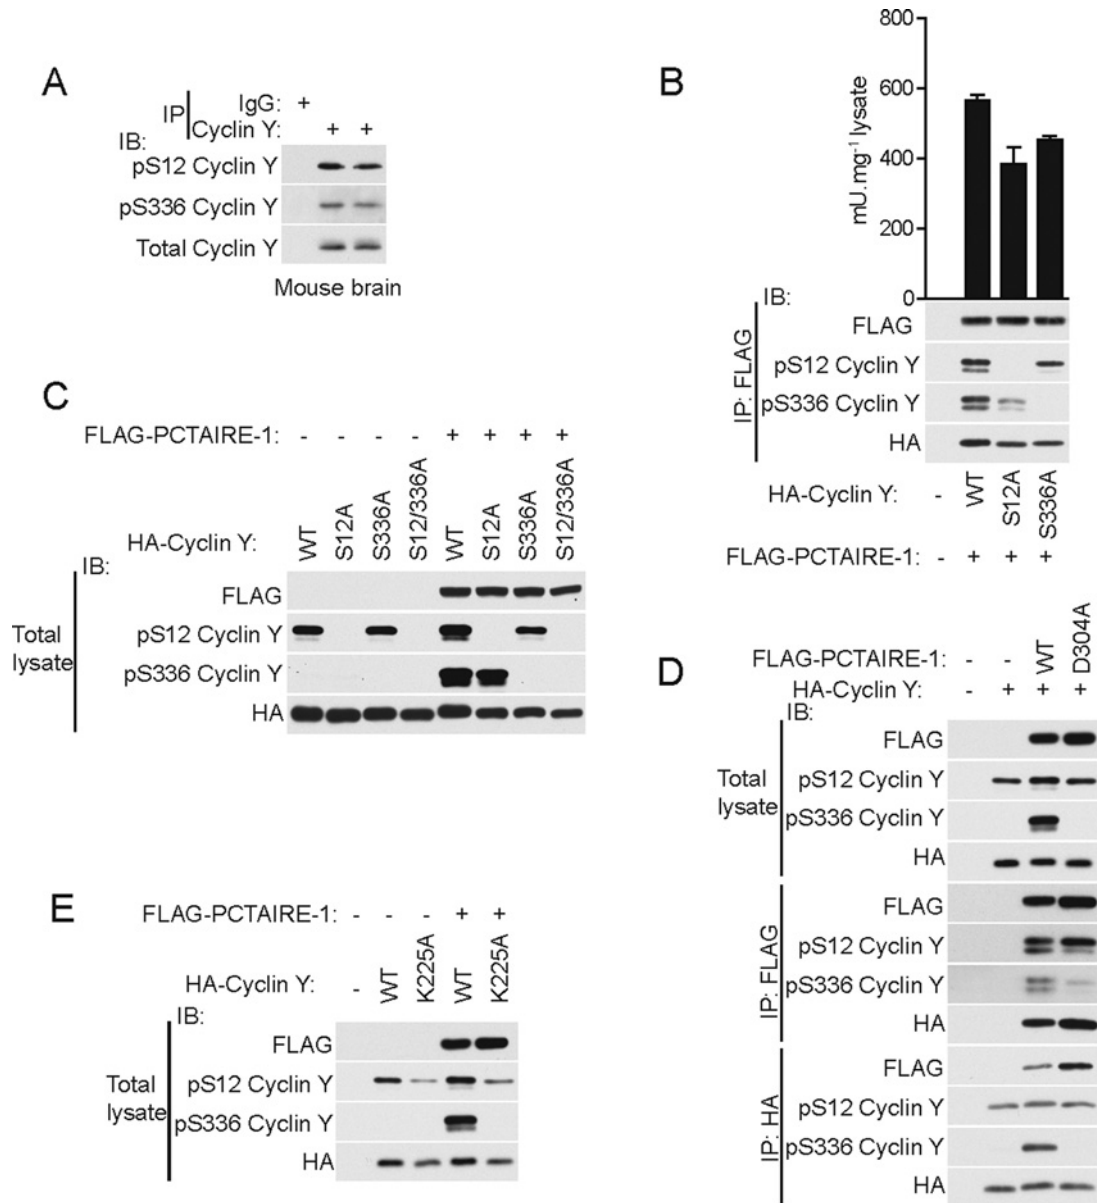 A
IP
IgG: +
Cyclin Y: + +
IB:
pS12 Cyclin Y
pS336 Cyclin Y
Total Cyclin Y
Mouse brain
B
mU.mg⁻¹ lysate
800
600
400
200
0
IB:
IP: FLAG
FLAG
pS12 Cyclin Y
pS336 Cyclin Y
HA
HA-Cyclin Y: - WT S12A S336A
FLAG-PCTAIRE-1: - + + +
C
FLAG-PCTAIRE-1: - - - - + + + +
HA-Cyclin Y: WT S12A S336A S12/336A WT S12A S336A S12/336A
IB:
Total
lysate
FLAG
pS12 Cyclin Y
pS336 Cyclin Y
HA
D
FLAG-PCTAIRE-1: - - WT D304A
HA-Cyclin Y: - + + +
IB:
Total
lysate
FLAG
pS12 Cyclin Y
pS336 Cyclin Y
HA
IP: FLAG
FLAG
pS12 Cyclin Y
pS336 Cyclin Y
HA
IP: HA
FLAG
pS12 Cyclin Y
pS336 Cyclin Y
HA
E
FLAG-PCTAIRE-1: - - - + +
HA-Cyclin Y: - WT K225A WT K225A
IB:
Total
lysate
FLAG
pS12 Cyclin Y
pS336 Cyclin Y
HA